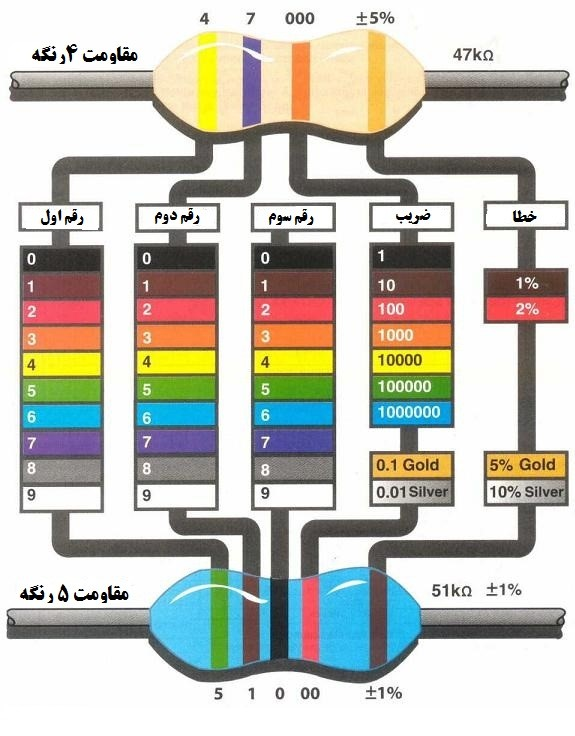 4 7 000 ±5%
مقاومت ۴ رنگه
47kΩ
رقم اول رقم دوم رقم سوم ضریب خطا
0 0 0 1
1 1 1 10 1%
2 2 2 100 2%
3 3 3 1000
4 4 4 10000
5 5 5 100000
6 6 6 1000000
7 7 7
8 8 8 0.1 Gold 5% Gold
9 9 9 0.01 Silver 10% Silver
مقاومت ۵ رنگه
51kΩ ±1%
5 1 0 00 ±1%